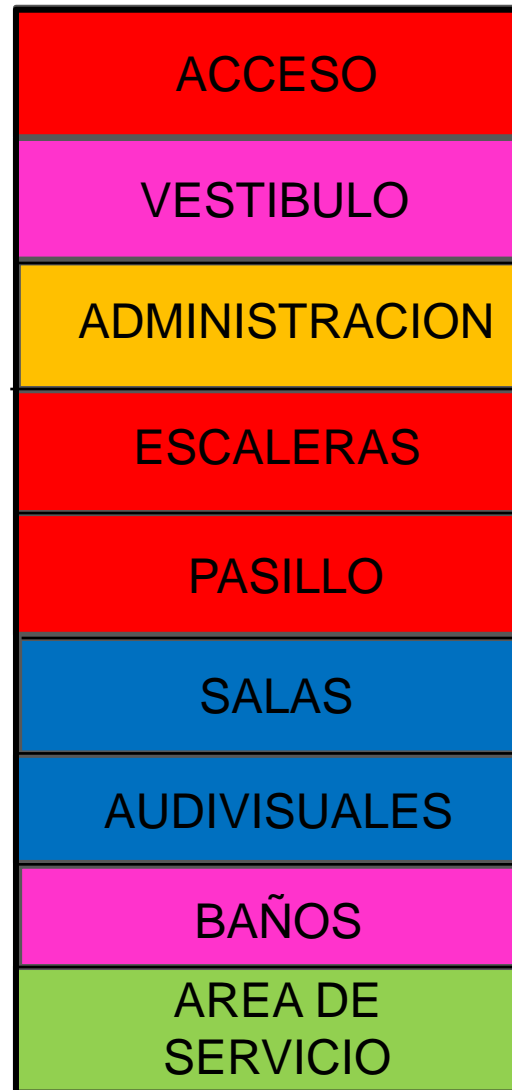 ACCESO
VESTIBULO
ADMINISTRACION
ESCALERAS
PASILLO
SALAS
AUDIVISUALES
BAÑOS
AREA DE
SERVICIO